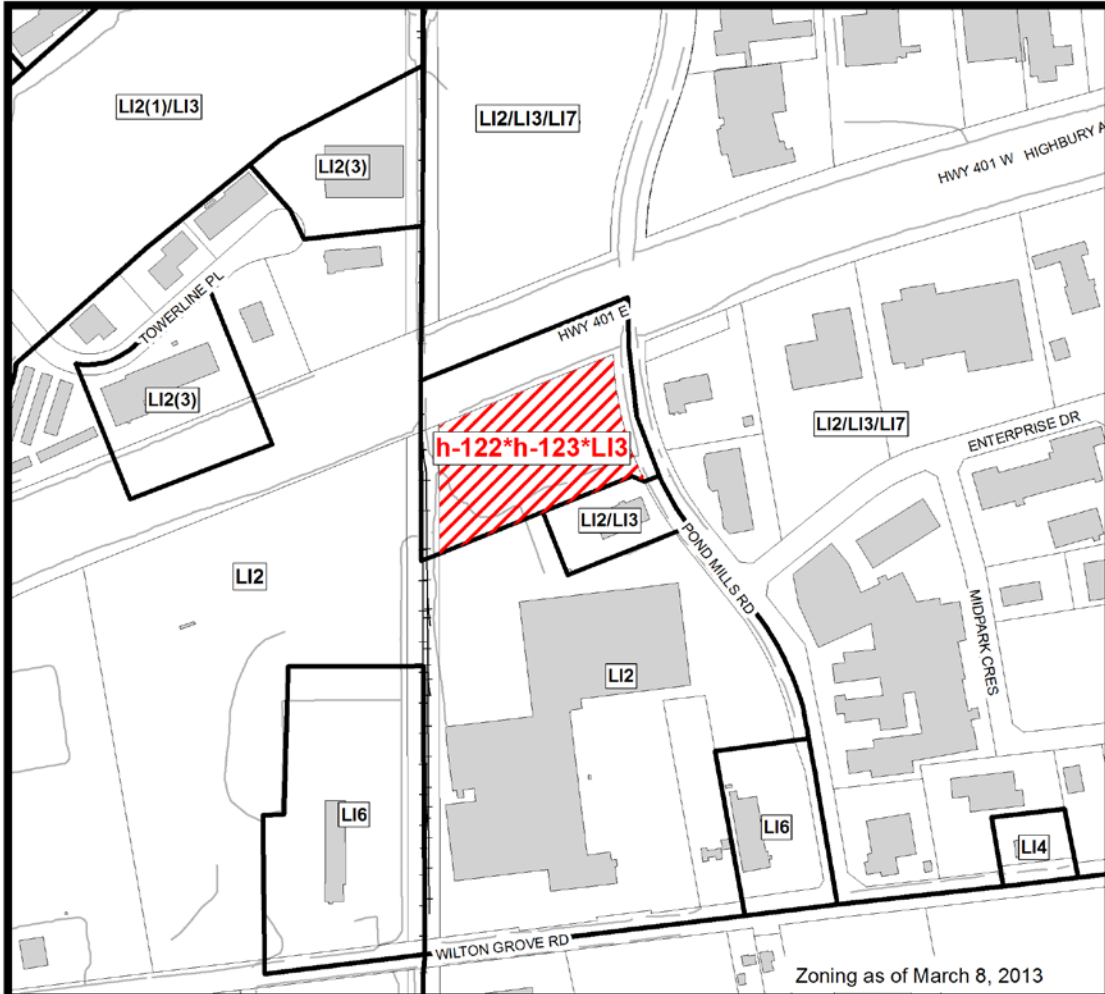 LI2(1)/LI3
LI2/LI3/LI7
LI2(3)
HWY 401 W HIGHBURY A
TOWERLINE PL
HWY 401 E
LI2(3)
h-122*h-123*LI3
LI2/LI3/LI7
ENTERPRISE DR
LI2/LI3
POND MILLS RD
LI2
MIDPARK CRES
LI2
LI6
LI6
LI4
WILTON GROVE RD
Zoning as of March 8, 2013